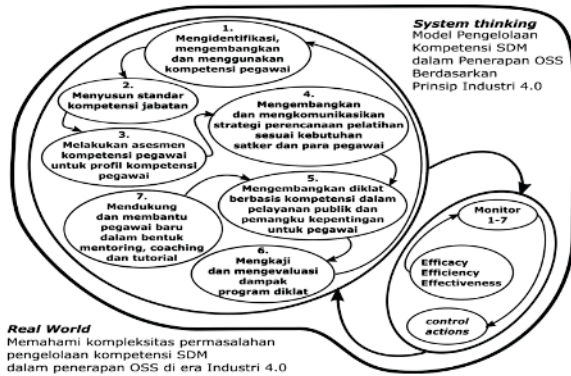 1.
Mengidentifikasi,
mengembangkan
dan menggunakan
kompetensi pegawai
2.
Menyusun standar
kompetensi jabatan
3.
Melakukan asesmen
kompetensi pegawai
untuk profil kompetensi
pegawai
4.
Mengembangkan
dan mengkomunikasikan
strategi perencanaan pelatihan
sesuai kebutuhan
satker dan para pegawai
5.
Mengembangkan diklat
berbasis kompetensi dalam
pelayanan publik dan
pemangku kepentingan
untuk pegawai
6.
Mengkaji
dan mengevaluasi
dampak
program diklat
7.
Mendukung
dan membantu
pegawai baru
dalam bentuk
mentoring, coaching
dan tutorial
System thinking
Model Pengelolaan
Kompetensi SDM
dalam Penerapan OSS
Berdasarkan
Prinsip Industri 4.0
Monitor
1-7
Efficacy
Efficiency
Effectiveness
control
actions
Real World
Memahami kompleksitas permasalahan
pengelolaan kompetensi SDM
dalam penerapan OSS di era Industri 4.0